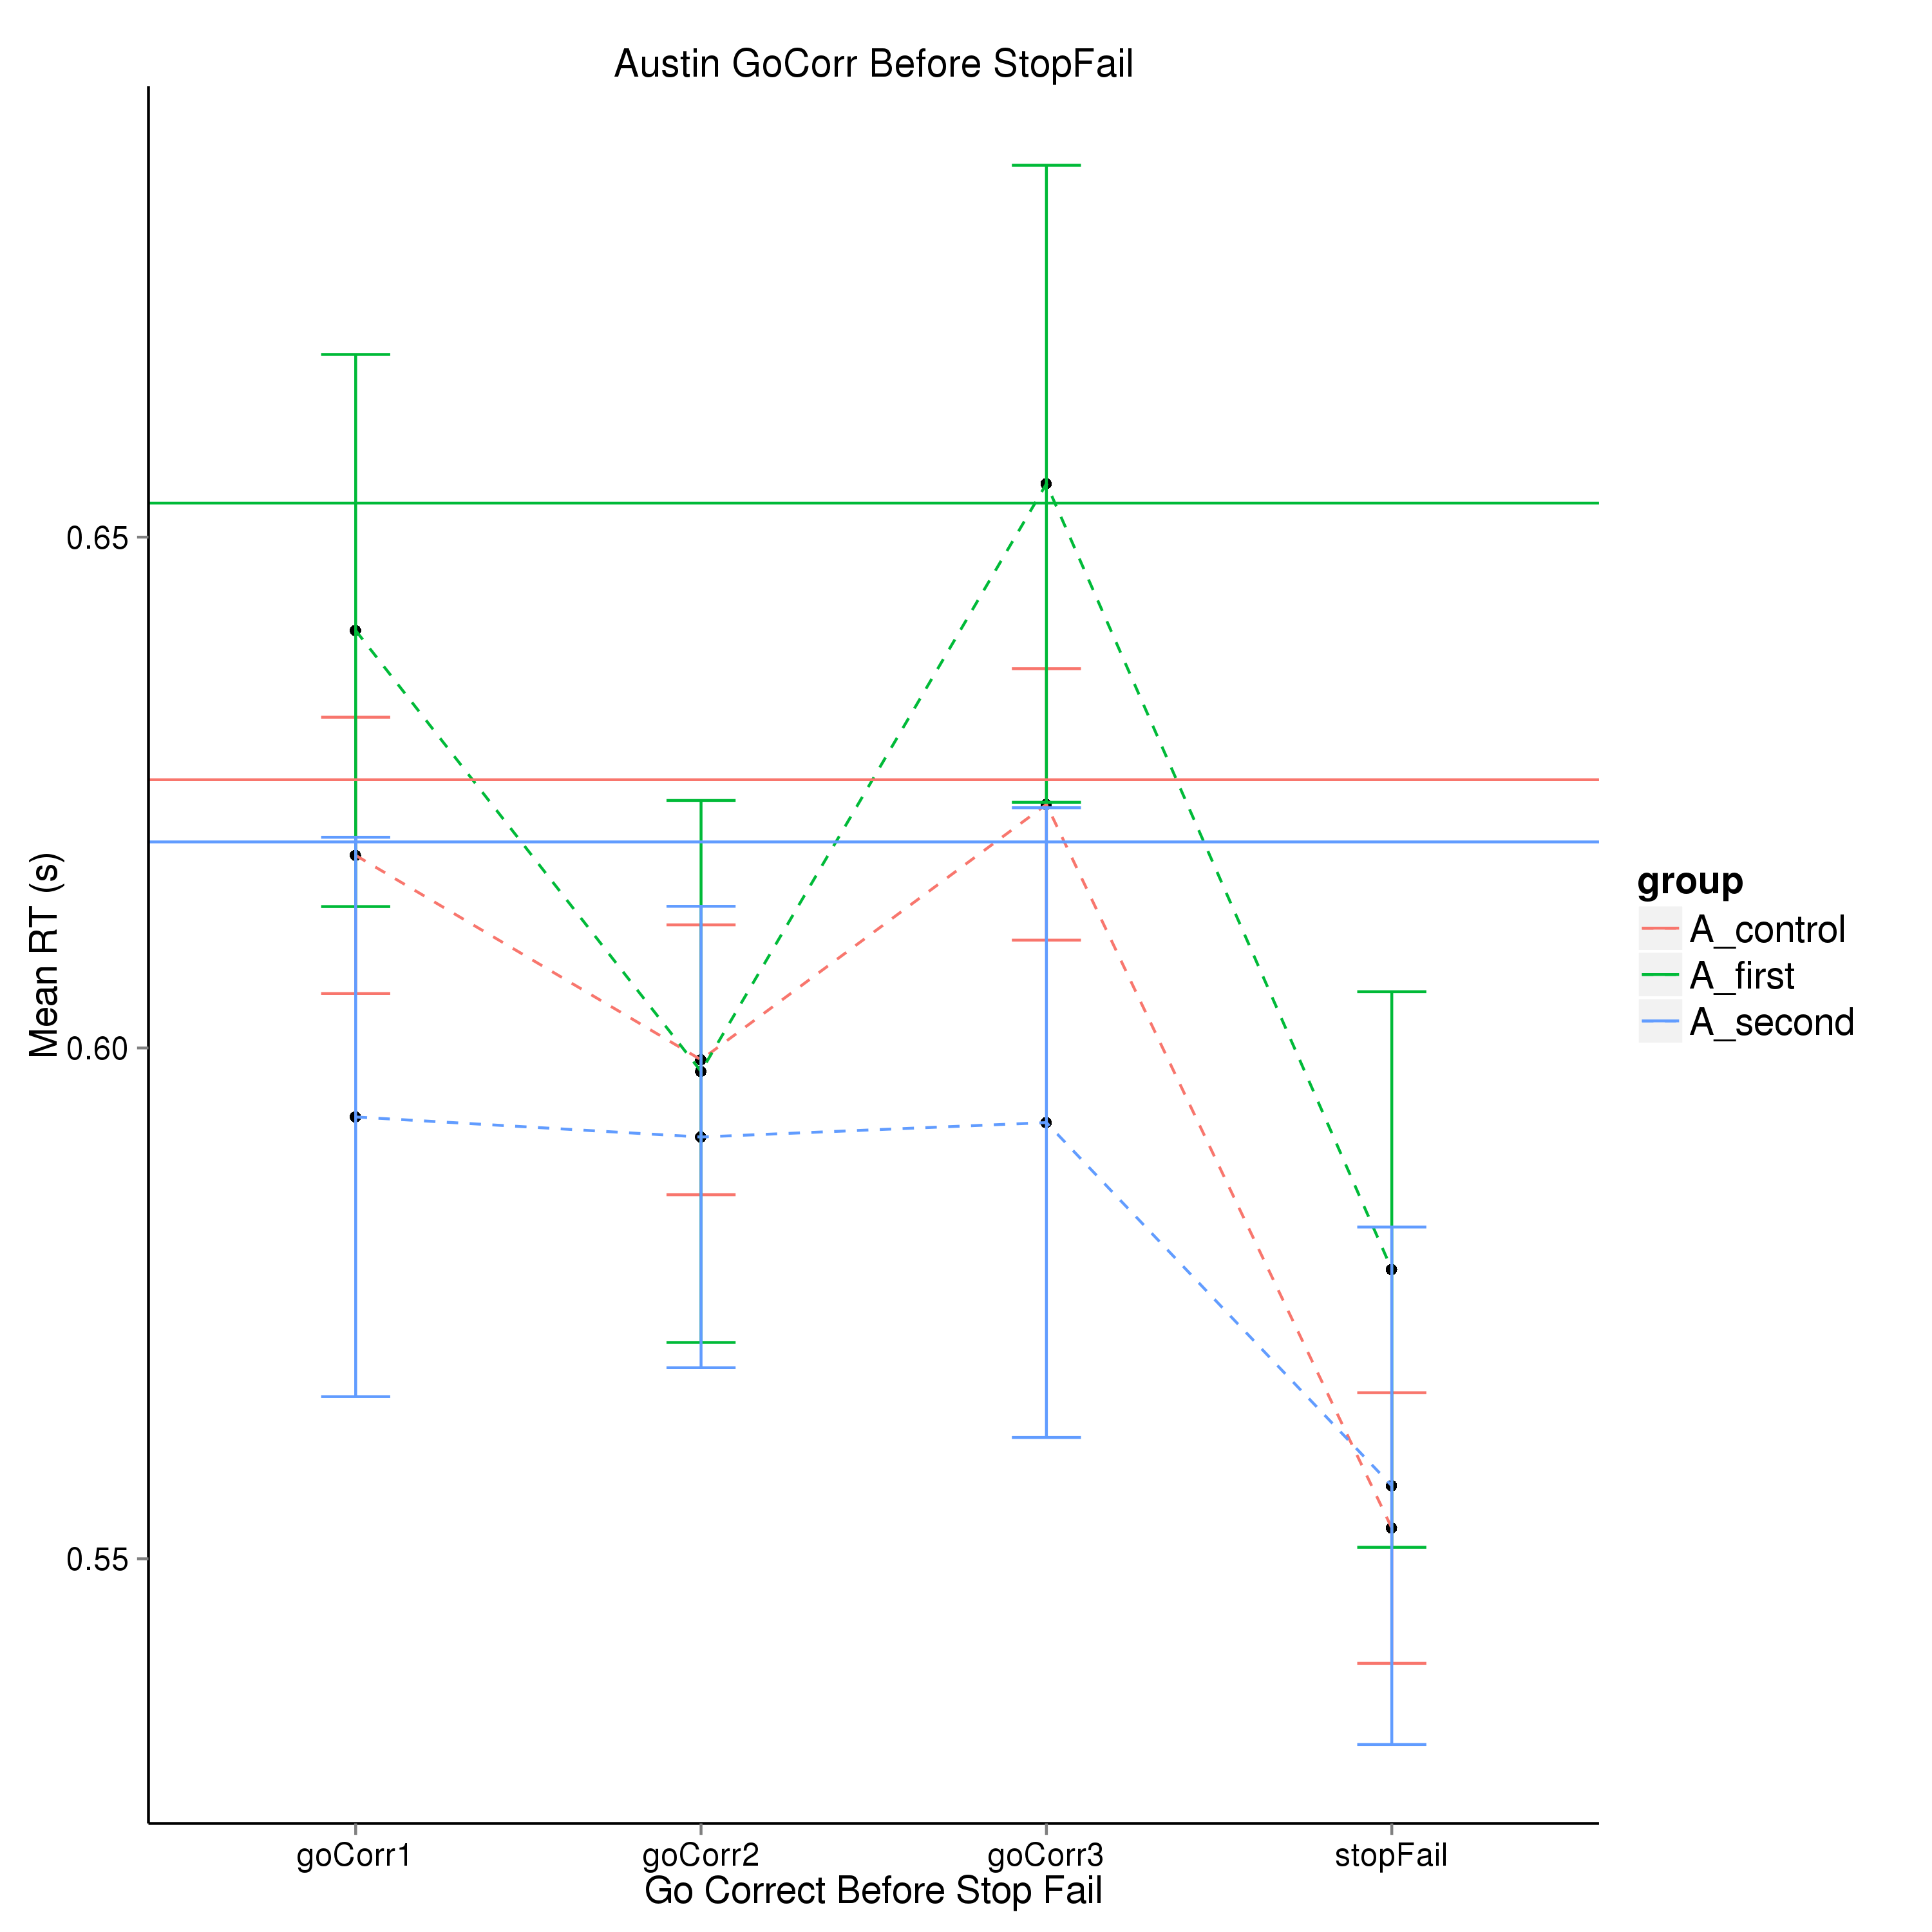 Austin GoCorr Before StopFail
Mean RT (s)
0.65
0.60
0.55
goCorr1 goCorr2 goCorr3 stopFail
Go Correct Before Stop Fail
group
A_control
A_first
A_second